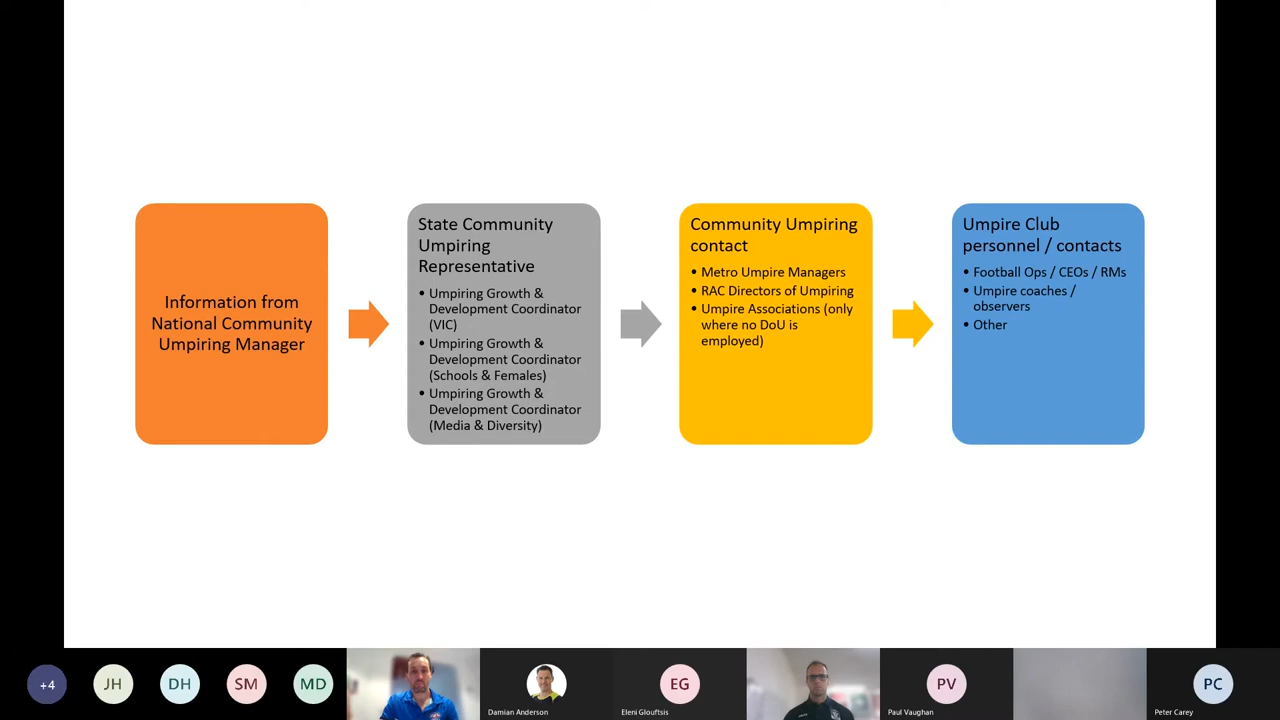 Information from
National Community
Umpiring Manager
State Community
Umpiring
Representative
• Umpiring Growth &
Development Coordinator
(VIC)
• Umpiring Growth &
Development Coordinator
(Schools & Females)
• Umpiring Growth &
Development Coordinator
(Media & Diversity)
Community Umpiring
contact
• Metro Umpire Managers
• RAC Directors of Umpiring
• Umpire Associations (only
where no DoU is
employed)
Umpire Club
personnel / contacts
• Football Ops / CEOs / RMs
• Umpire coaches /
observers
• Other
+4
JH
DH
SM
MD
Damian Anderson
EG
Eleni Glouftsis
PV
Paul Vaughan
PC
Peter Carey